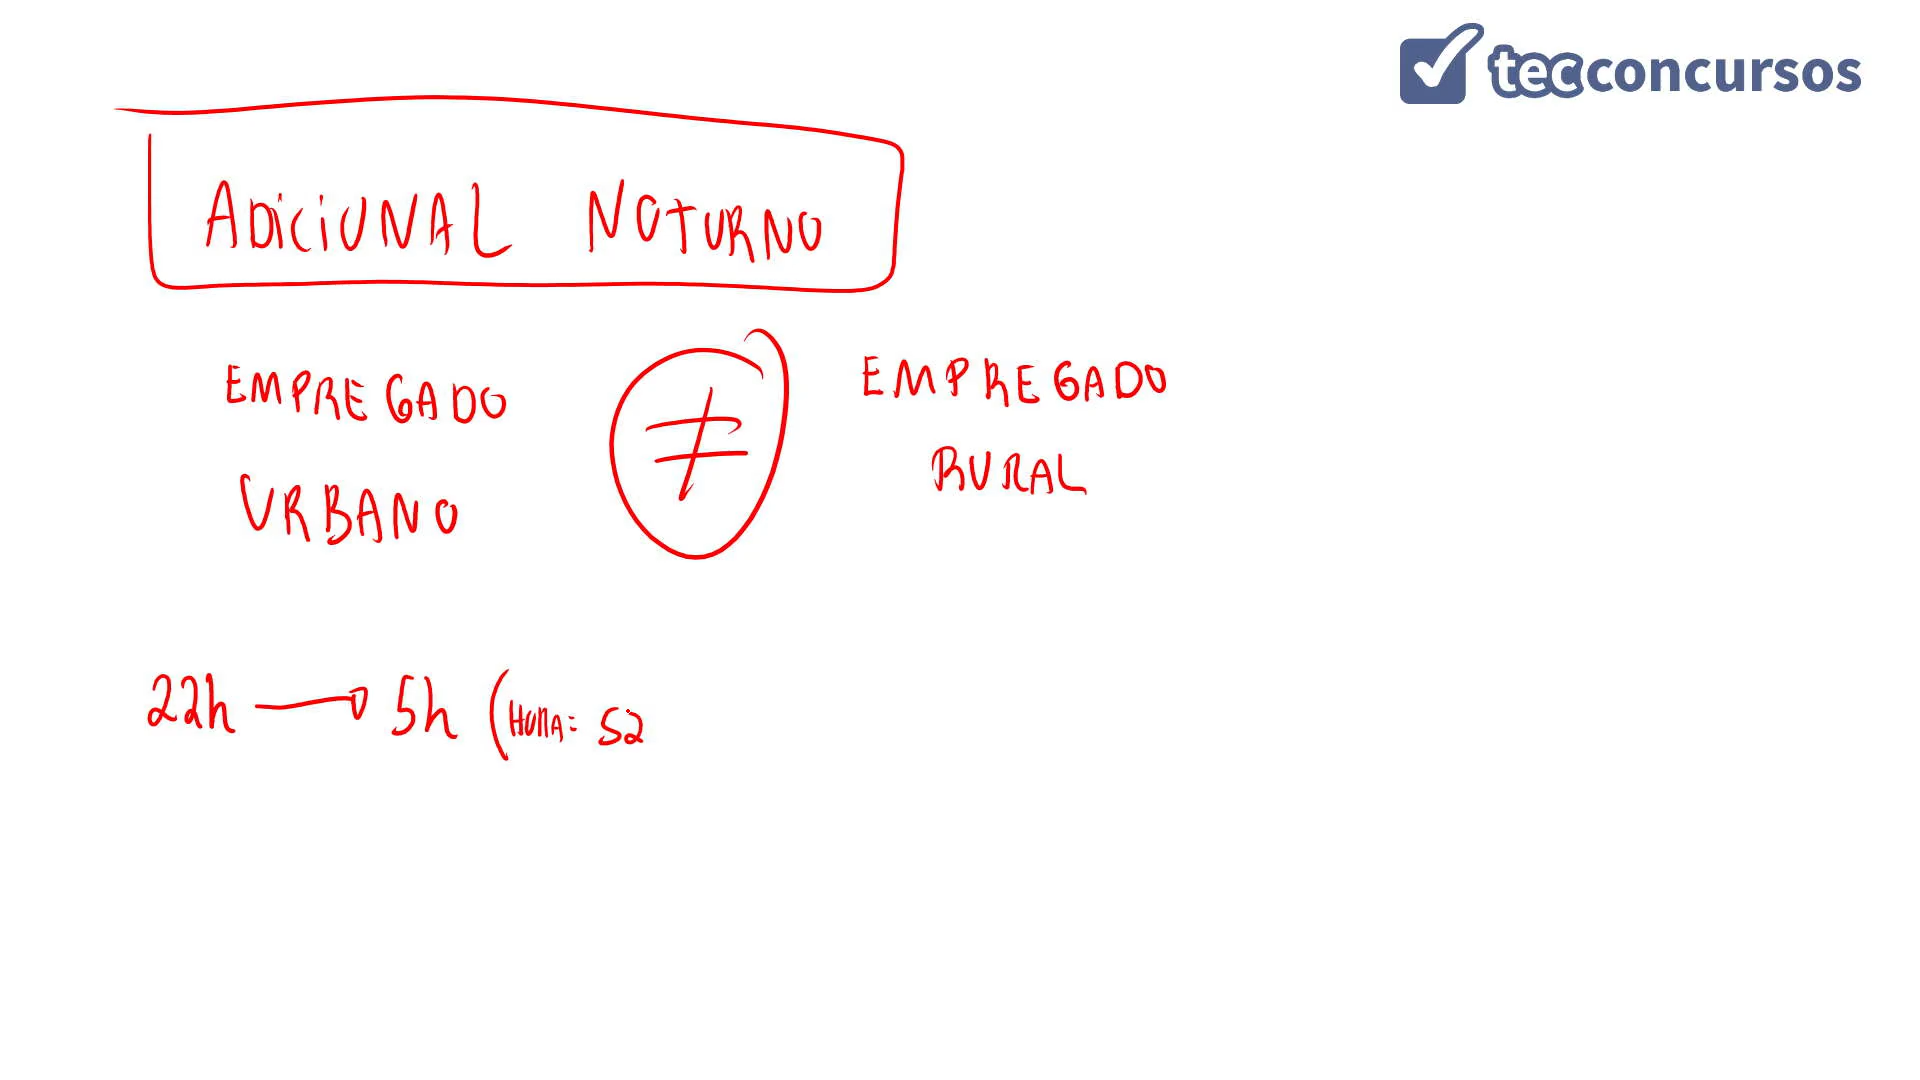 tecconcursos
ADICIONAL NOTURNO
EMPREGADO
URBANO
≠
EMPREGADO
RURAL
22h → 5h (HORA = 52